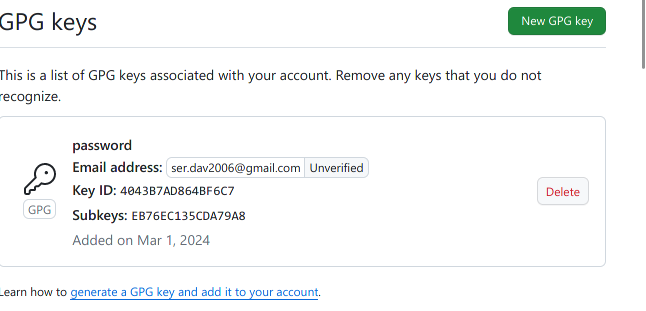 GPG keys
New GPG key
This is a list of GPG keys associated with your account. Remove any keys that you do not
recognize.
password
Email address: ser.dav2006@gmail.com Unverified
Key ID: 4043B7AD864BF6C7
GPG
Subkeys: EB76EC135CDA79A8
Delete
Added on Mar 1, 2024
Learn how to generate a GPG key and add it to your account.